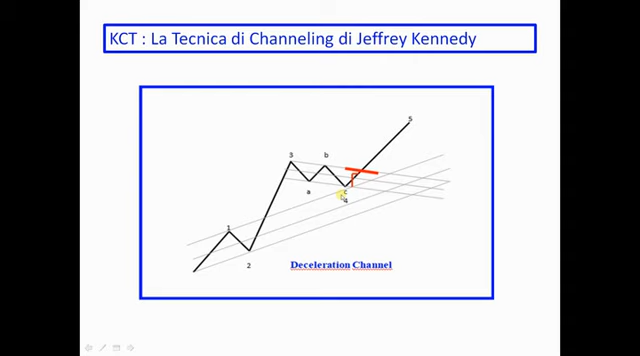 KCT : La Tecnica di Channeling di Jeffrey Kennedy
5
3
b
a
c
4
1
2
Deceleration Channel